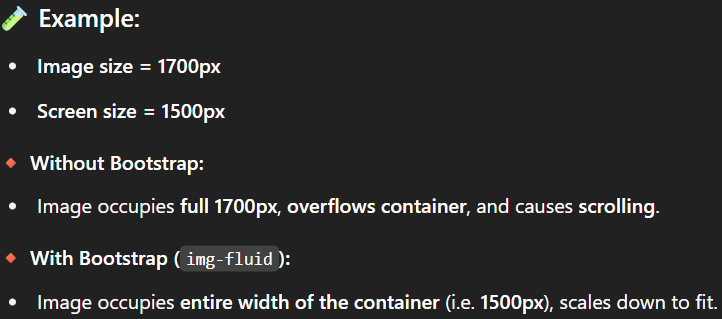 Example:
• Image size = 1700px
• Screen size = 1500px
Without Bootstrap:
• Image occupies full 1700px, overflows container, and causes scrolling.
With Bootstrap (img-fluid):
• Image occupies entire width of the container (i.e. 1500px), scales down to fit.